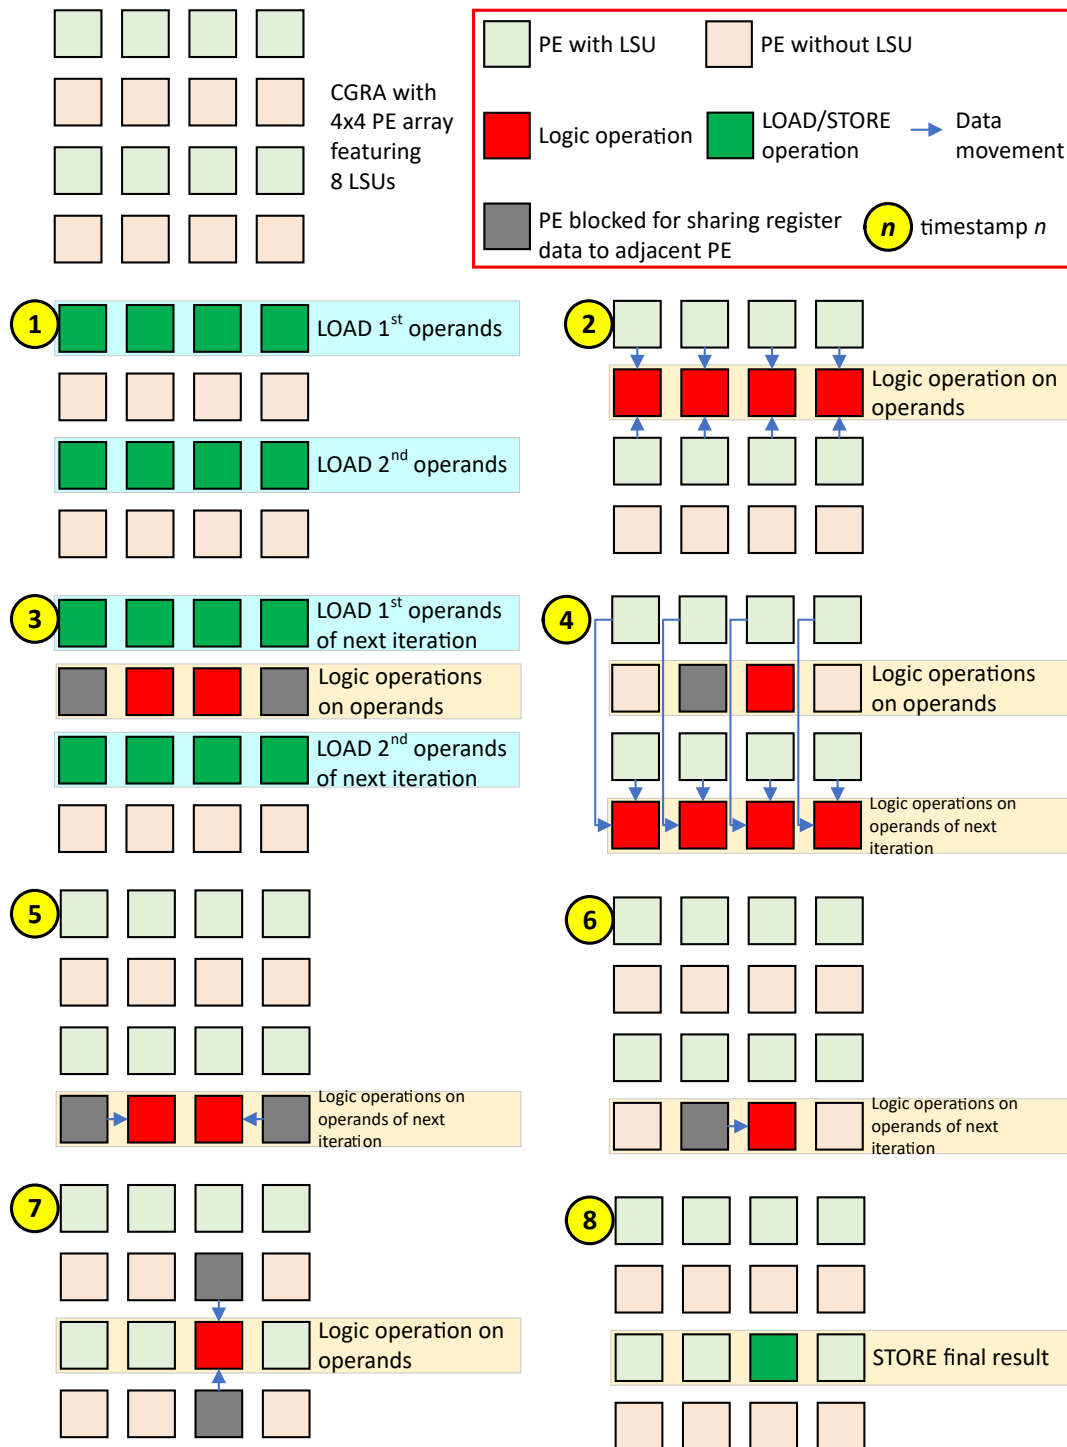 CGRA with
4x4 PE array
featuring
8 LSUs
PE with LSU
PE without LSU
Logic operation
LOAD/STORE
operation
Data
movement
PE blocked for sharing register
data to adjacent PE
n
timestamp n
1
LOAD 1st operands
LOAD 2nd operands
2
Logic operation on
operands
3
LOAD 1st operands
of next iteration
Logic operations
on operands
LOAD 2nd operands
of next iteration
4
Logic operations
on operands
Logic operations on
operands of next
iteration
5
Logic operations on
operands of next
iteration
6
Logic operations on
operands of next
iteration
7
Logic operation on
operands
8
STORE final result